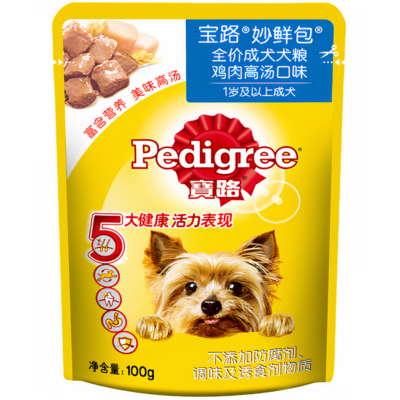 宝路®妙鲜包®
全价成犬犬粮
鸡肉高汤口味
1岁及以上成犬
富含营养 美味高汤
Pedigree®
寶路®
5大健康 活力表现
净含量: 100g
不添加防腐剂、
调味及诱食剂物质